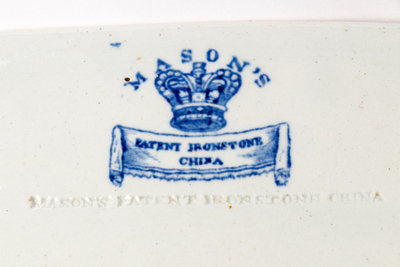 MASON'S
PATENT IRONSTONE
CHINA
MASON'S PATENT IRONSTONE CHINA